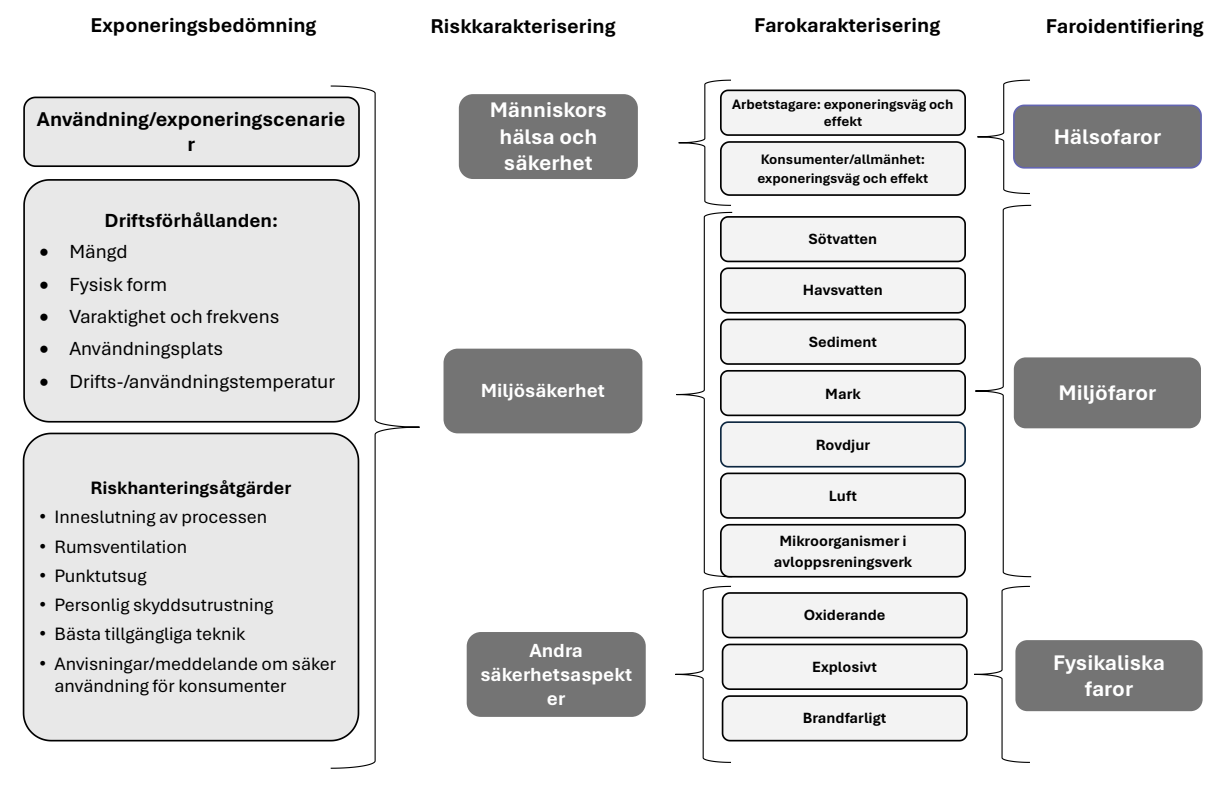 Exponeringsbedömning
Riskkarakterisering
Farokarakterisering
Faroidentifiering
Användning/exponeringscenarie
r
Driftsförhållanden:
• Mängd
• Fysisk form
• Varaktighet och frekvens
• Användningsplats
• Drifts-/användningstemperatur
Riskhanteringsåtgärder
• Inneslutning av processen
• Rumsventilation
• Punktutsug
• Personlig skyddsutrustning
• Bästa tillgängliga teknik
• Anvisningar/meddelande om säker
användning för konsumenter
Människors
hälsa och
säkerhet
Miljösäkerhet
Andra
säkerhetsaspekt
er
Arbetstagare: exponeringsväg och
effekt
Konsumenter/allmänhet:
exponeringsväg och effekt
Sötvatten
Havsvatten
Sediment
Mark
Rovdjur
Luft
Mikroorganismer i
avloppsreningsverk
Oxiderande
Explosivt
Brandfarligt
Hälsofaror
Miljöfaror
Fysikaliska
faror